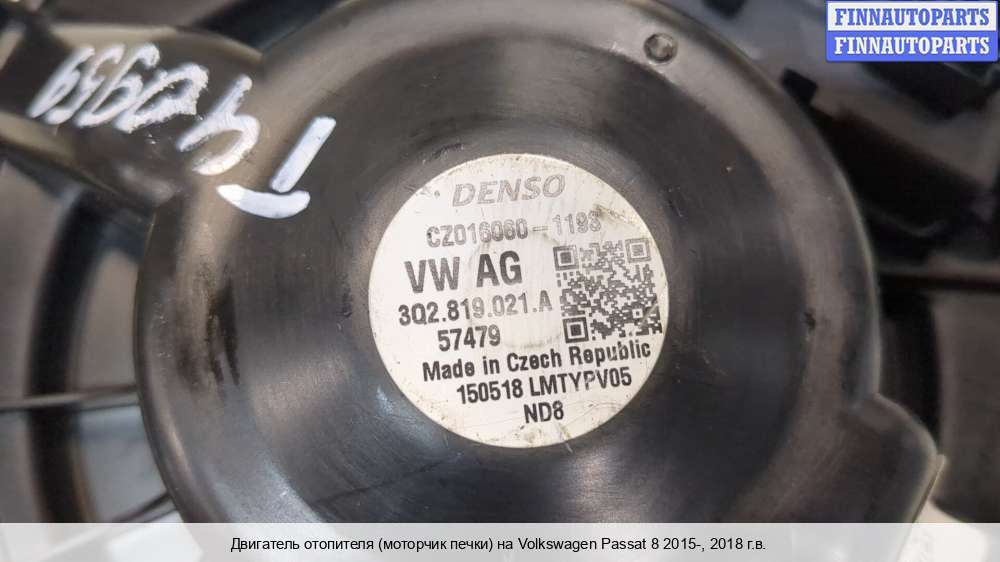 FINNAUTOPARTS
FINNAUTOPARTS
DENSO
CZ016060-1193
VW AG
3Q2.819.021.A
57479
Made in Czech Republic
150518 LMTYPV05
ND8
Двигатель отопителя (моторчик печки) на Volkswagen Passat 8 2015-, 2018 г.в.